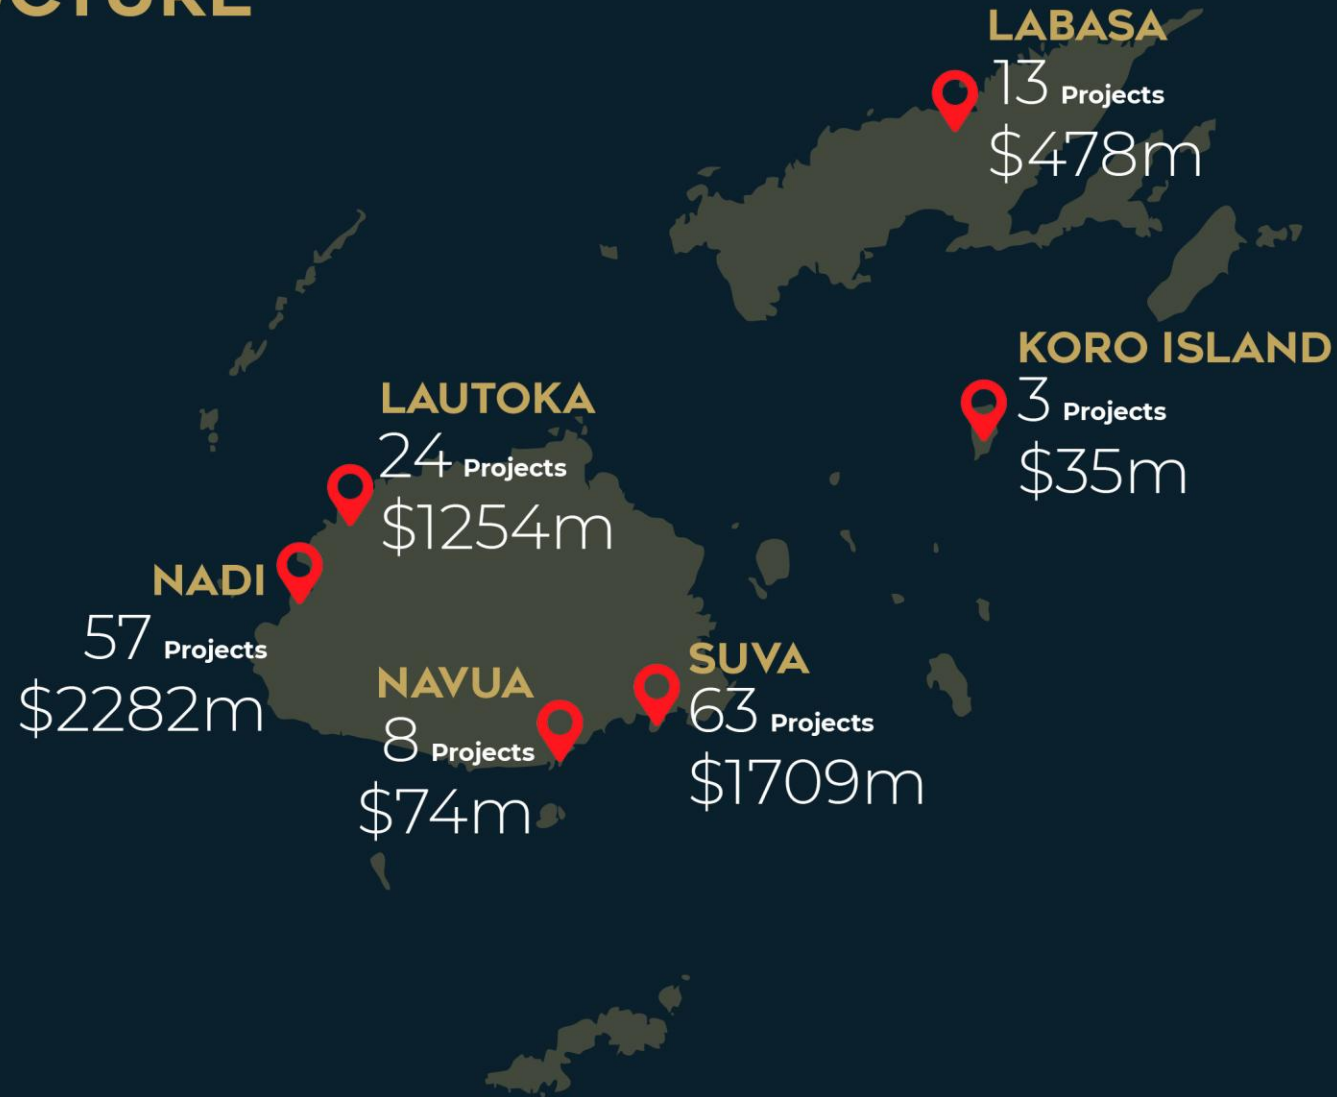 LABASA
13 Projects
$478m
KORO ISLAND
3 Projects
$35m
LAUTOKA
24 Projects
$1254m
NADI
57 Projects
$2282m
NAVUA
8 Projects
$74m
SUVA
63 Projects
$1709m